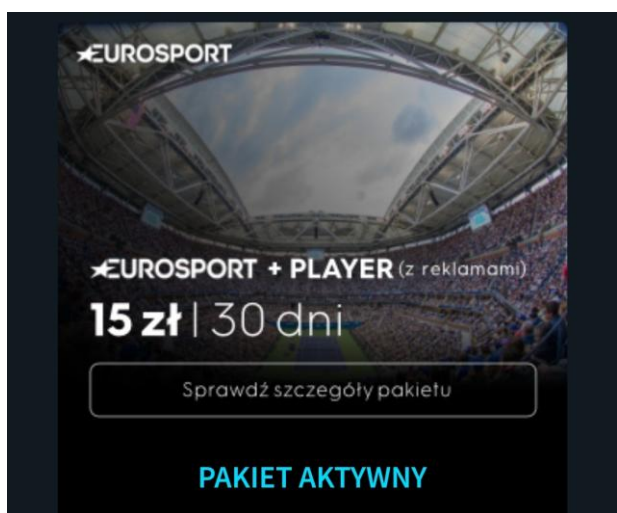 EUROSPORT
EUROSPORT + PLAYER (z reklamami)
15 zł | 30 dni
Sprawdź szczegóły pakietu
PAKIET AKTYWNY